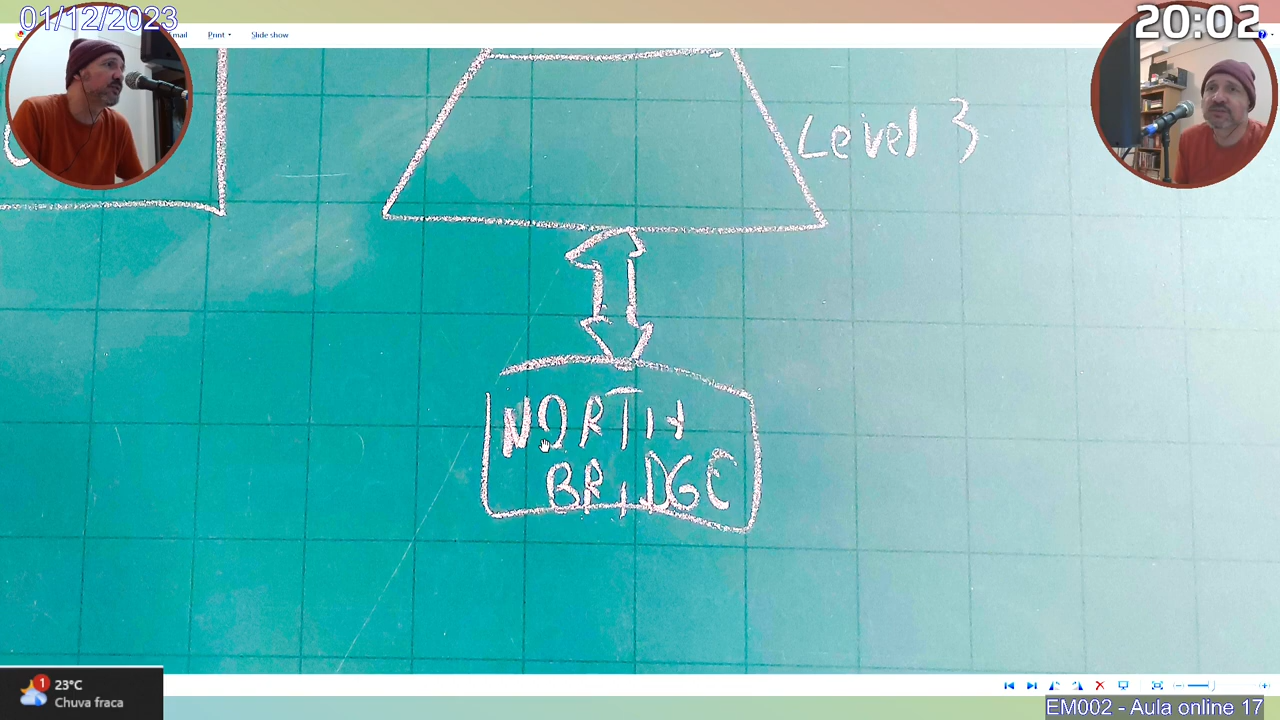 01/12/2023
20:02
mail
Print
Slide show
Level 3
NORTH
BRIDGE
1
23°C
Chuva fraca
EM002 - Aula online 17